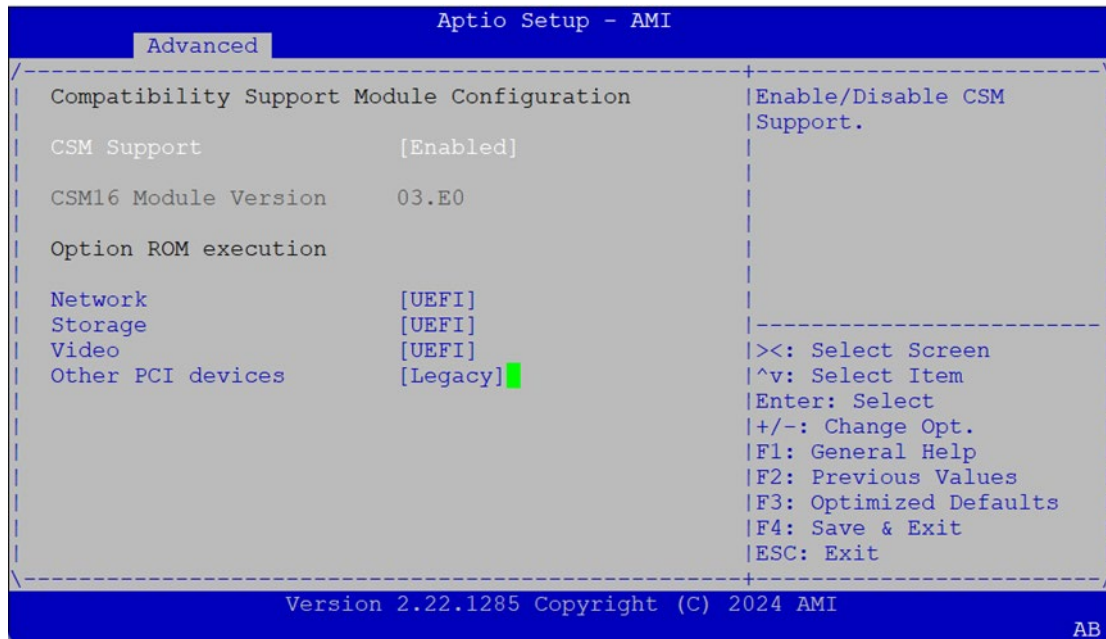 Aptio Setup - AMI
Advanced
Compatibility Support Module Configuration
Enable/Disable CSM
Support.
CSM Support [Enabled]
CSM16 Module Version 03.E0
Option ROM execution
Network [UEFI]
Storage [UEFI]
Video [UEFI]
Other PCI devices [Legacy]
><: Select Screen
^v: Select Item
Enter: Select
+/-: Change Opt.
F1: General Help
F2: Previous Values
F3: Optimized Defaults
F4: Save & Exit
ESC: Exit
Version 2.22.1285 Copyright (C) 2024 AMI
AB